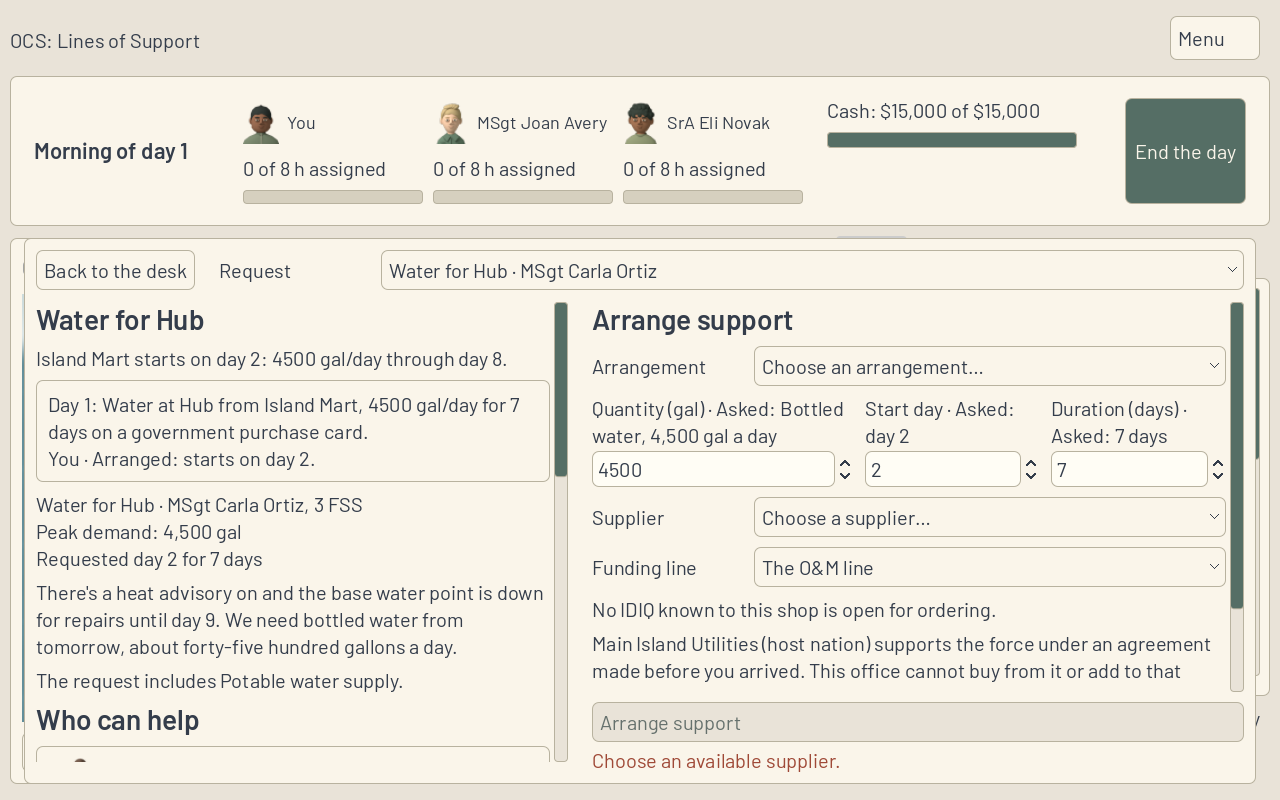 OCS: Lines of Support
Menu
Morning of day 1
You
0 of 8 h assigned
MSgt Joan Avery
0 of 8 h assigned
SrA Eli Novak
0 of 8 h assigned
Cash: $15,000 of $15,000
End the day
Back to the desk
Request
Water for Hub · MSgt Carla Ortiz
Water for Hub
Island Mart starts on day 2: 4500 gal/day through day 8.
Day 1: Water at Hub from Island Mart, 4500 gal/day for 7
days on a government purchase card.
You · Arranged: starts on day 2.
Water for Hub · MSgt Carla Ortiz, 3 FSS
Peak demand: 4,500 gal
Requested day 2 for 7 days
There's a heat advisory on and the base water point is down
for repairs until day 9. We need bottled water from
tomorrow, about forty-five hundred gallons a day.
The request includes Potable water supply.
Who can help
Arrange support
Arrangement
Choose an arrangement...
Quantity (gal) · Asked: Bottled
water, 4,500 gal a day
4500
Start day · Asked:
day 2
2
Duration (days) ·
Asked: 7 days
7
Supplier
Choose a supplier...
Funding line
The O&M line
No IDIQ known to this shop is open for ordering.
Main Island Utilities (host nation) supports the force under an agreement
made before you arrived. This office cannot buy from it or add to that
Arrange support
Choose an available supplier.